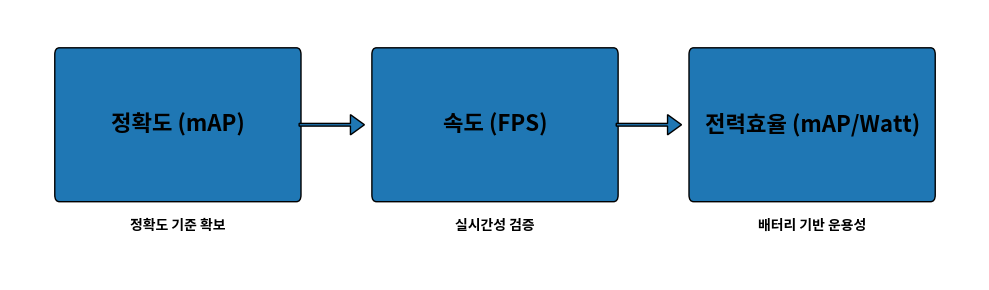 정확도 (mAP)
속도 (FPS)
전력효율 (mAP/Watt)
정확도 기준 확보
실시간성 검증
배터리 기반 운용성